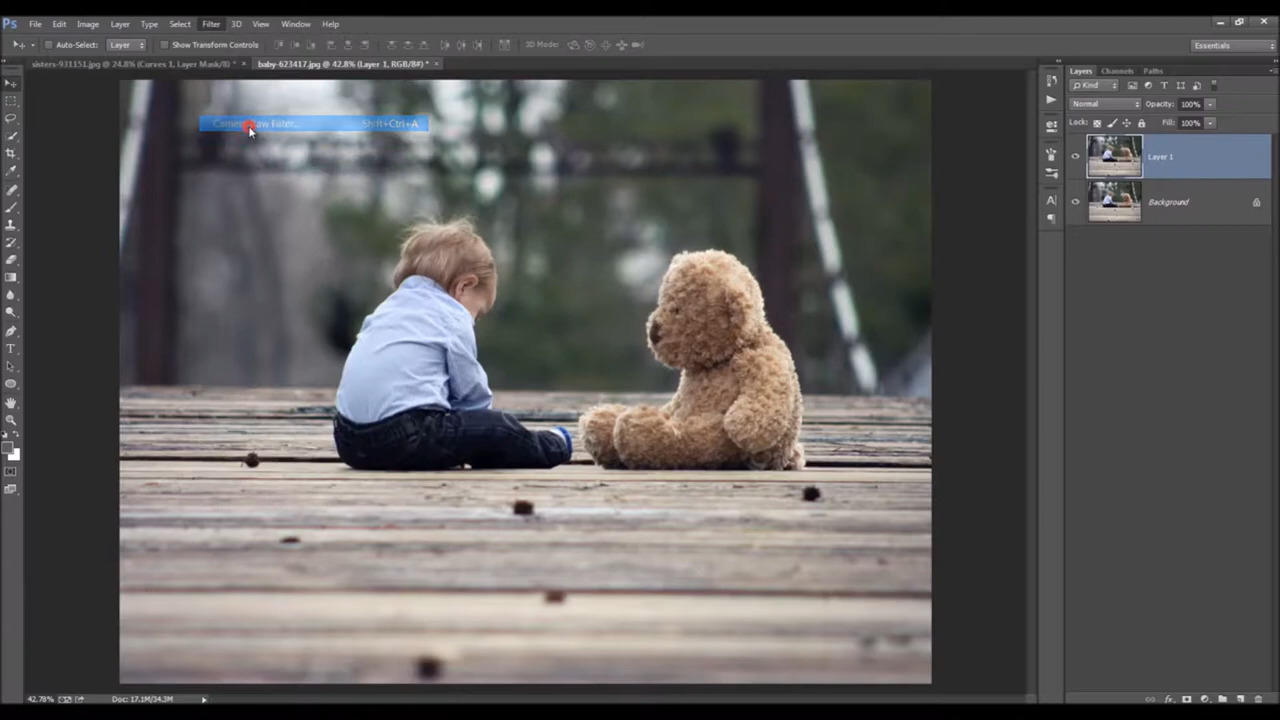 Ps File Edit Image Layer Type Select Filter 3D View Window Help
Auto-Select: Layer Show Transform Controls 3D Mode: Essentials
sisters-931151.jpg @ 24.8% (Curves 1, Layer Mask/8) * × baby-623417.jpg @ 42.8% (Layer 1, RGB/8#) * ×
Layers Channels Paths
Kind
Normal Opacity: 100%
Lock: Fill: 100%
Camera Raw Filter... Shift+Ctrl+A
Layer 1
Background
42.78% Doc: 17.1M/34.3M